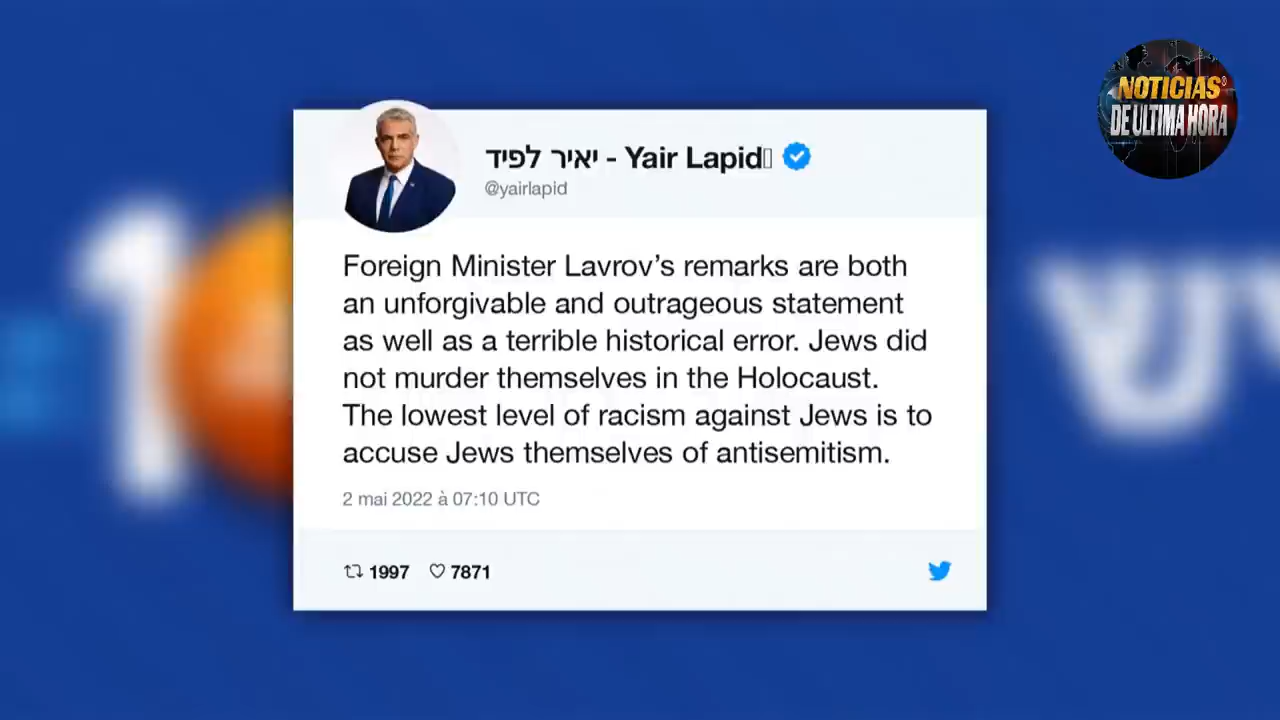 NOTICIAS
DE ULTIMA HORA
יאיר לפיד - Yair Lapid
@yairlapid
Foreign Minister Lavrov’s remarks are both
an unforgivable and outrageous statement
as well as a terrible historical error. Jews did
not murder themselves in the Holocaust.
The lowest level of racism against Jews is to
accuse Jews themselves of antisemitism.
2 mai 2022 à 07:10 UTC
1997 7871